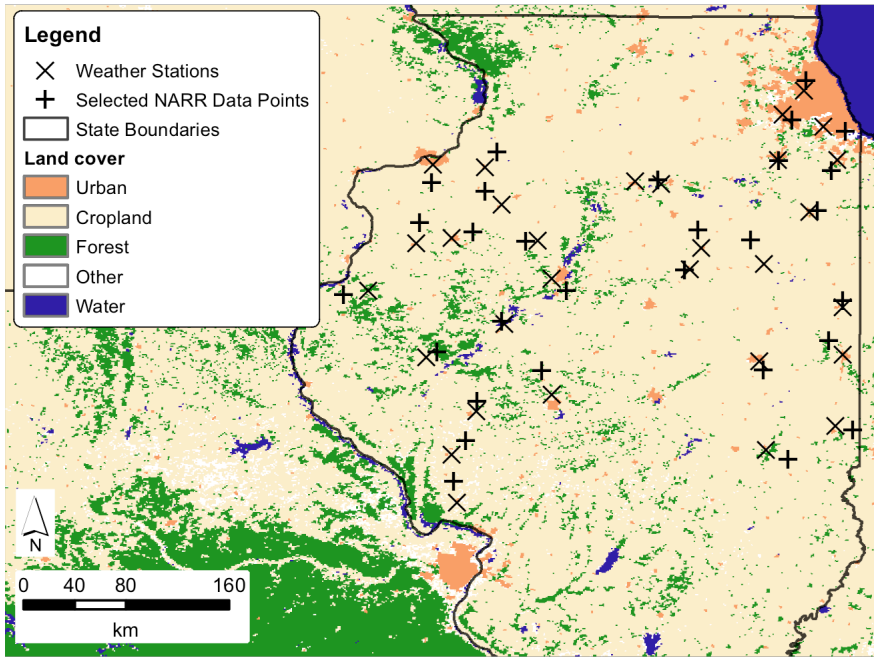 Legend
Weather Stations
Selected NARR Data Points
State Boundaries
Land cover
Urban
Cropland
Forest
Other
Water
N
0 40 80 160
km